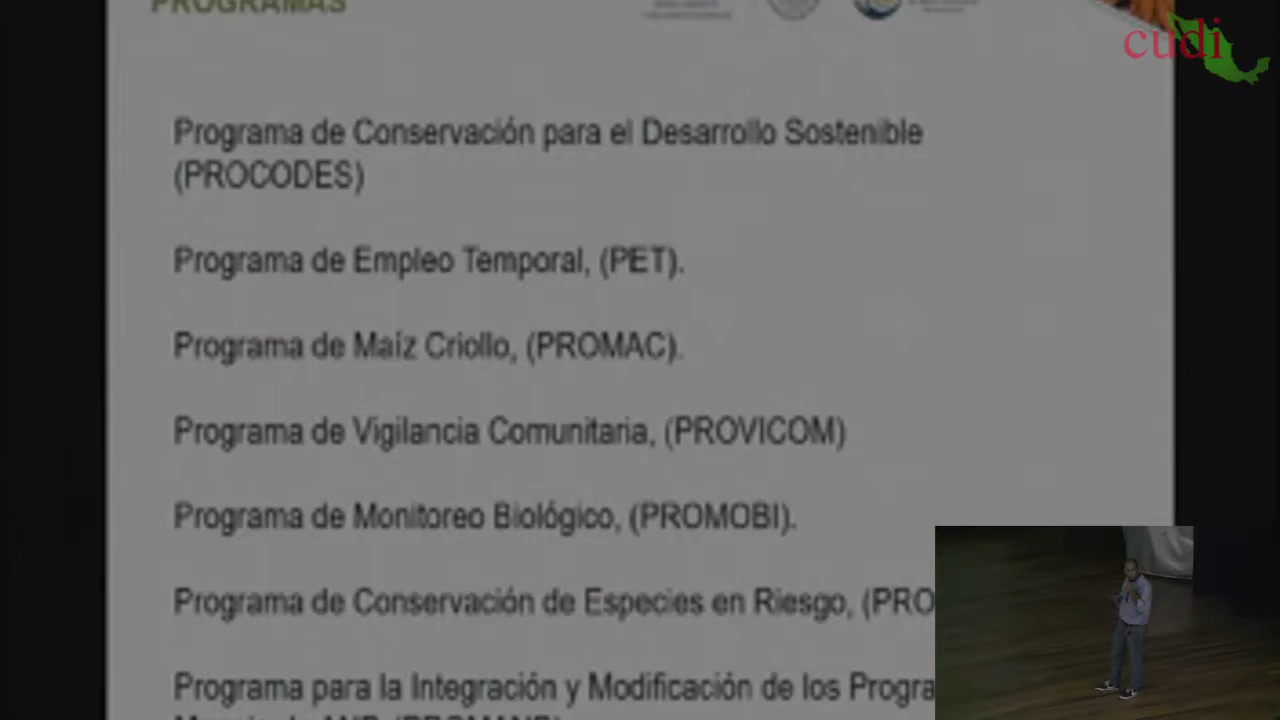 PROGRAMAS
cudi
Programa de Conservación para el Desarrollo Sostenible
(PROCODES)
Programa de Empleo Temporal, (PET).
Programa de Maíz Criollo, (PROMAC).
Programa de Vigilancia Comunitaria, (PROVICOM)
Programa de Monitoreo Biológico, (PROMOBI).
Programa de Conservación de Especies en Riesgo, (PRO
Programa para la Integración y Modificación de los Progra